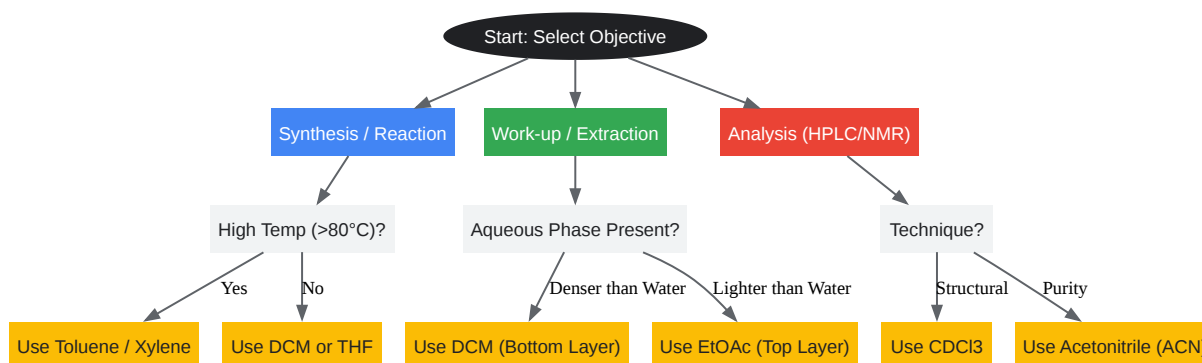 Start: Select Objective
Synthesis / Reaction
Work-up / Extraction
Analysis (HPLC/NMR)
High Temp (>80°C)?
Aqueous Phase Present?
Technique?
Yes
No
Denser than Water
Lighter than Water
Structural
Purity
Use Toluene / Xylene
Use DCM or THF
Use DCM (Bottom Layer)
Use EtOAc (Top Layer)
Use CDCl3
Use Acetonitrile (ACN